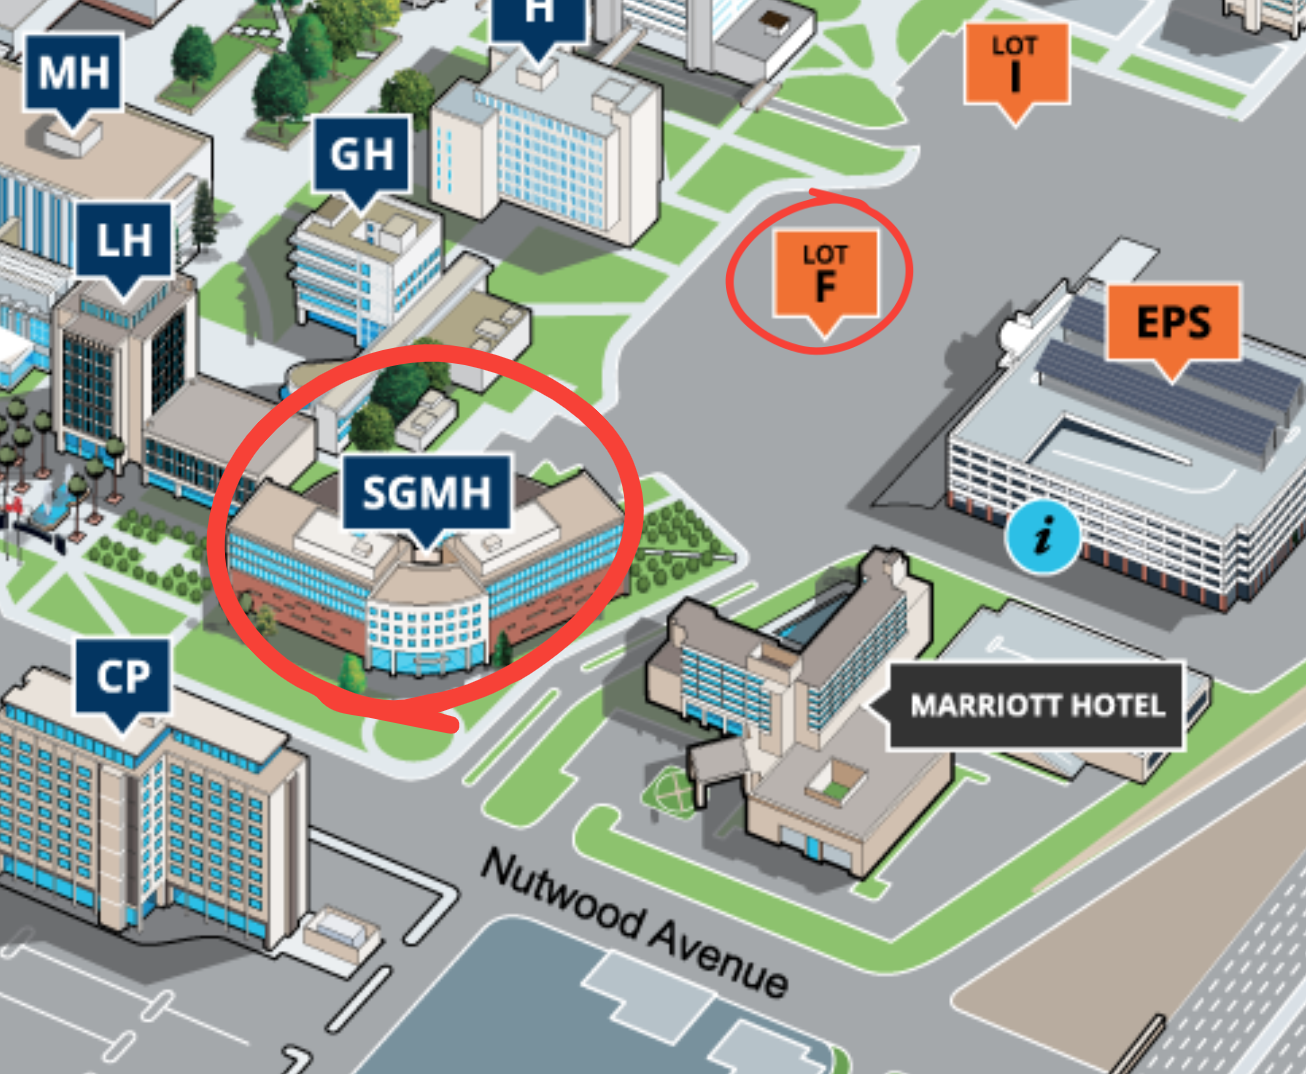 H
LOT
I
MH
GH
LH
LOT
F
EPS
SGMH
i
CP
MARRIOTT HOTEL
Nutwood Avenue